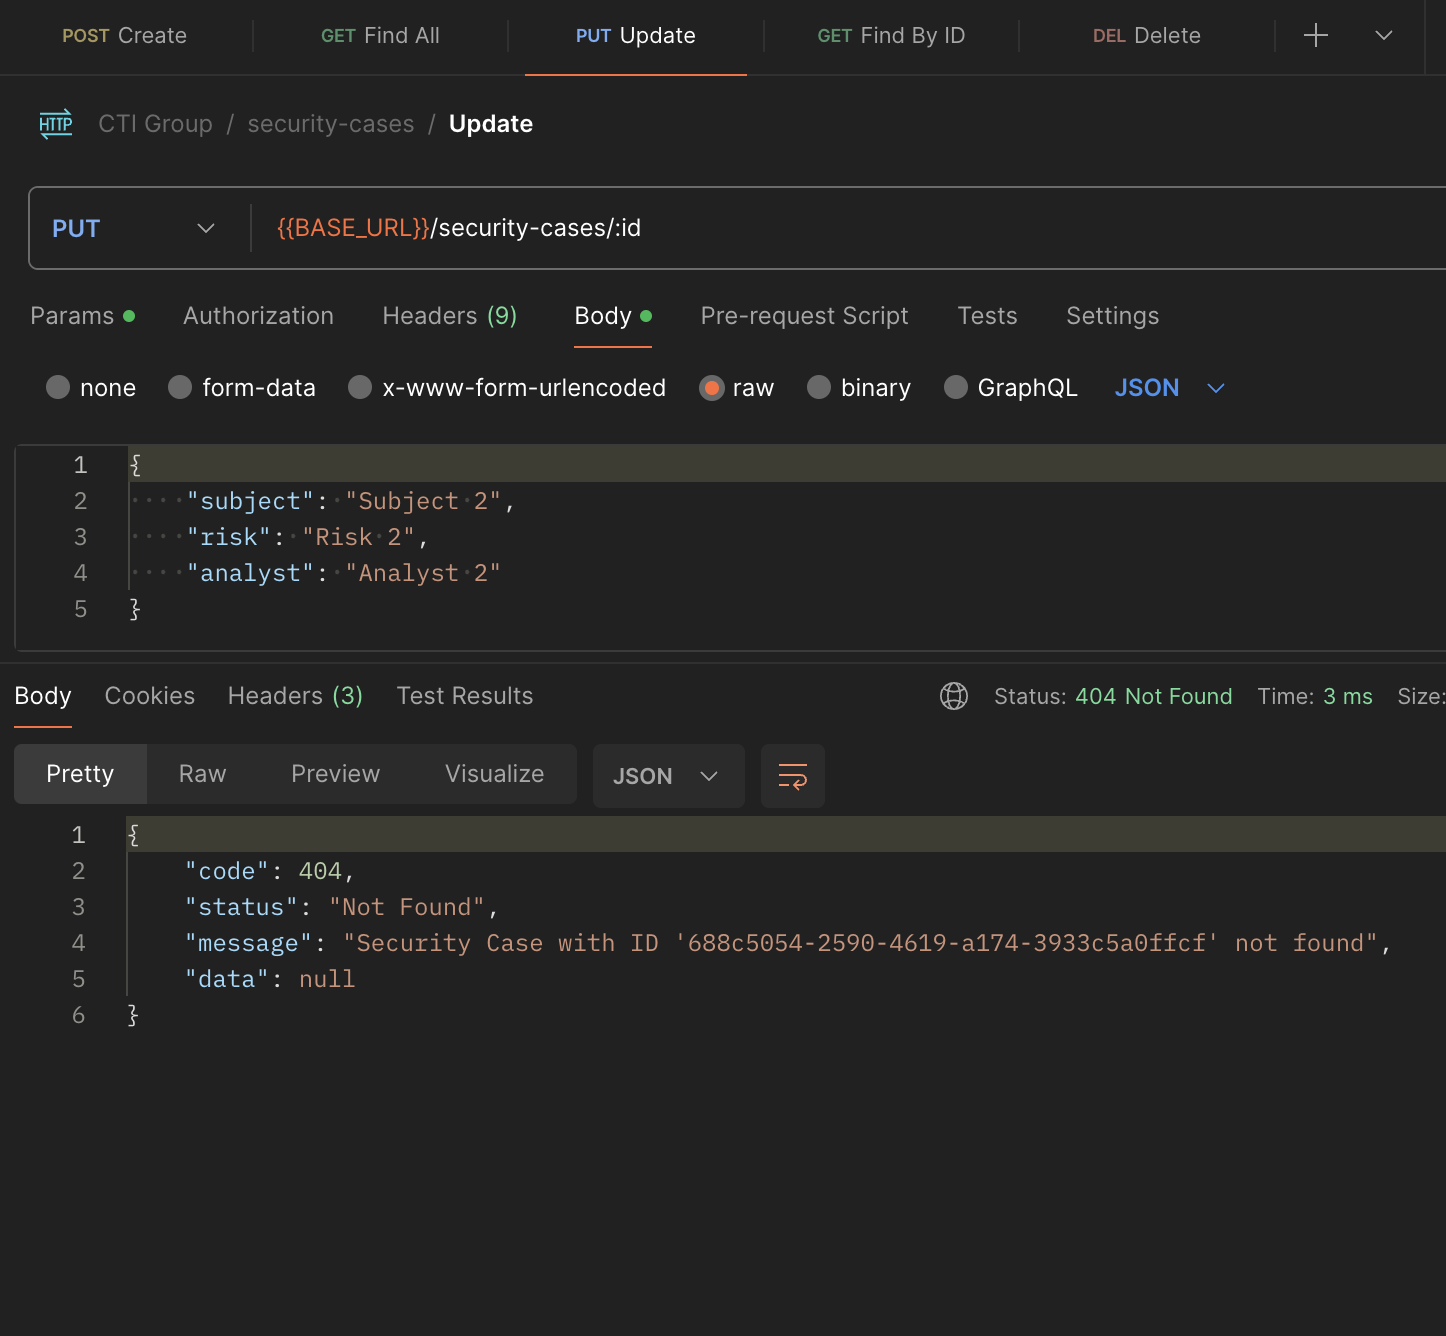 POST Create GET Find All PUT Update GET Find By ID DEL Delete
HTTP CTI Group / security-cases / Update
PUT {{BASE_URL}}/security-cases/:id
Params Authorization Headers (9) Body Pre-request Script Tests Settings
none form-data x-www-form-urlencoded raw binary GraphQL JSON
1 {
2 "subject": "Subject 2",
3 "risk": "Risk 2",
4 "analyst": "Analyst 2"
5 }
Body Cookies Headers (3) Test Results Status: 404 Not Found Time: 3 ms Size:
Pretty Raw Preview Visualize JSON
1 {
2 "code": 404,
3 "status": "Not Found",
4 "message": "Security Case with ID '688c5054-2590-4619-a174-3933c5a0ffcf' not found",
5 "data": null
6 }